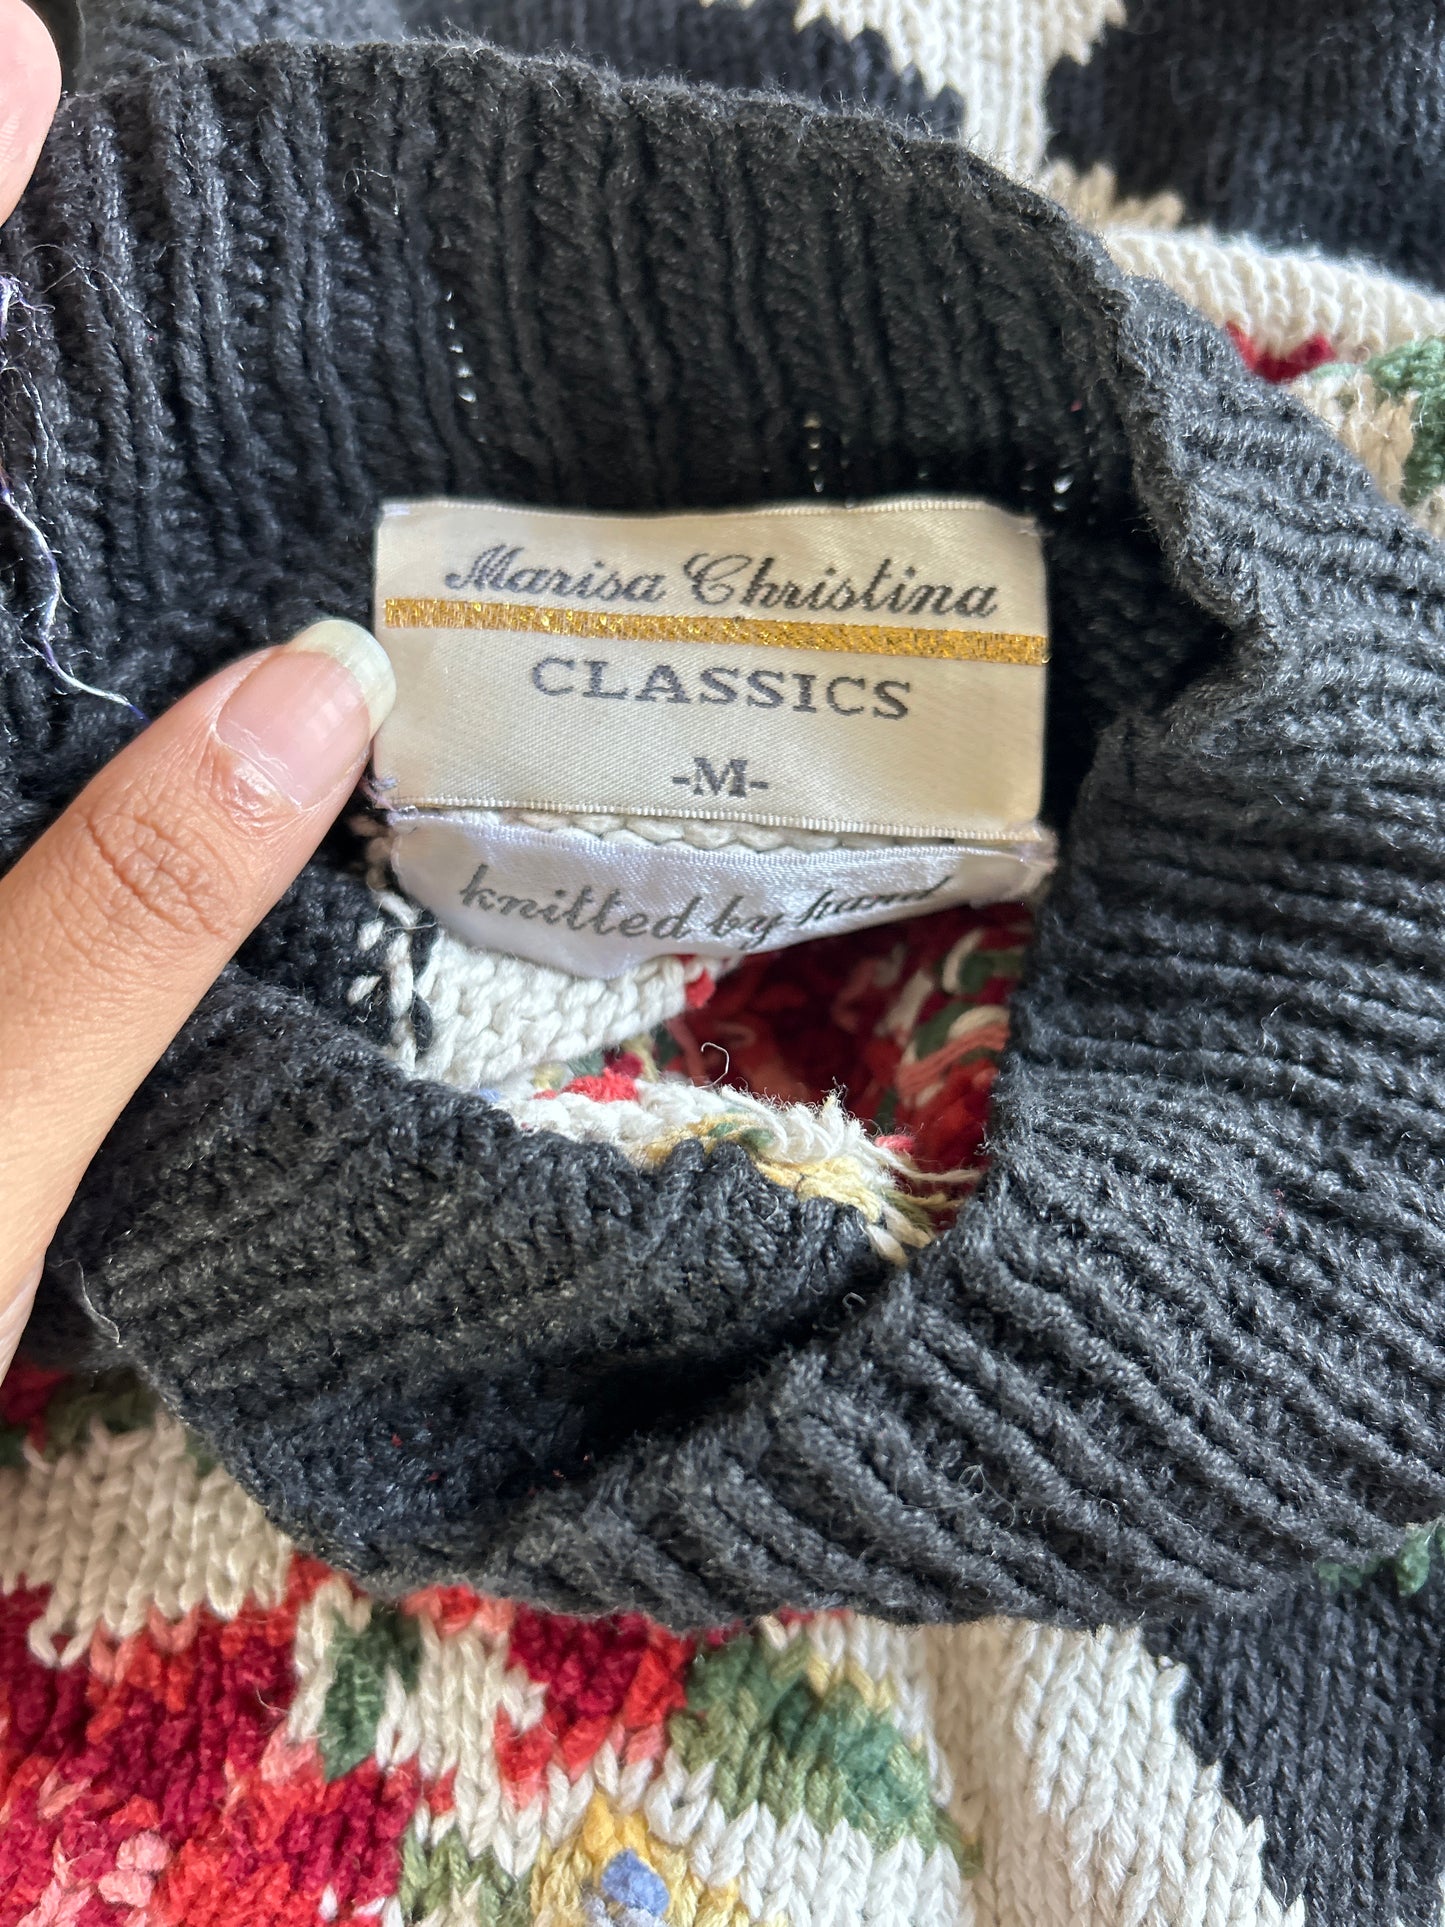 Marisa Christina
CLASSICS
-M-
knitted by hand